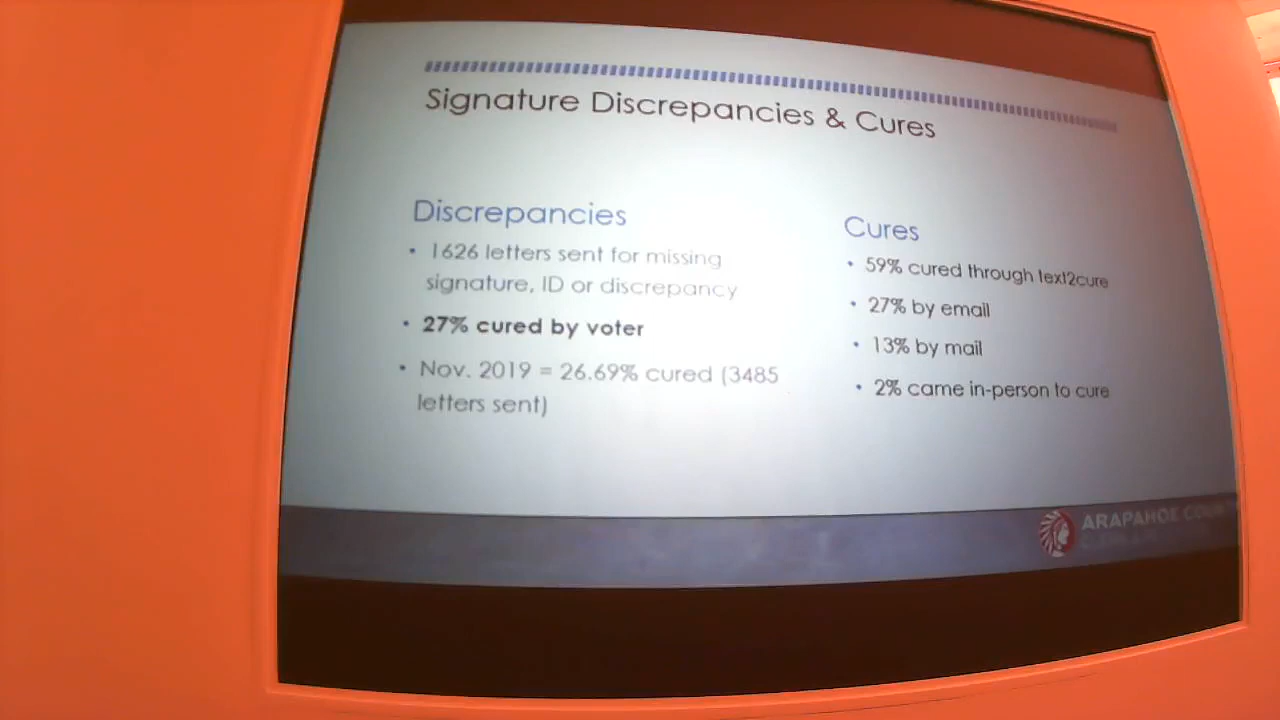 Signature Discrepancies & Cures
Discrepancies
• 1626 letters sent for missing
signature, ID or discrepancy
• 27% cured by voter
• Nov. 2019 = 26.69% cured (3485
letters sent)
Cures
• 59% cured through text2cure
• 27% by email
• 13% by mail
• 2% came in-person to cure
ARAPAHOE